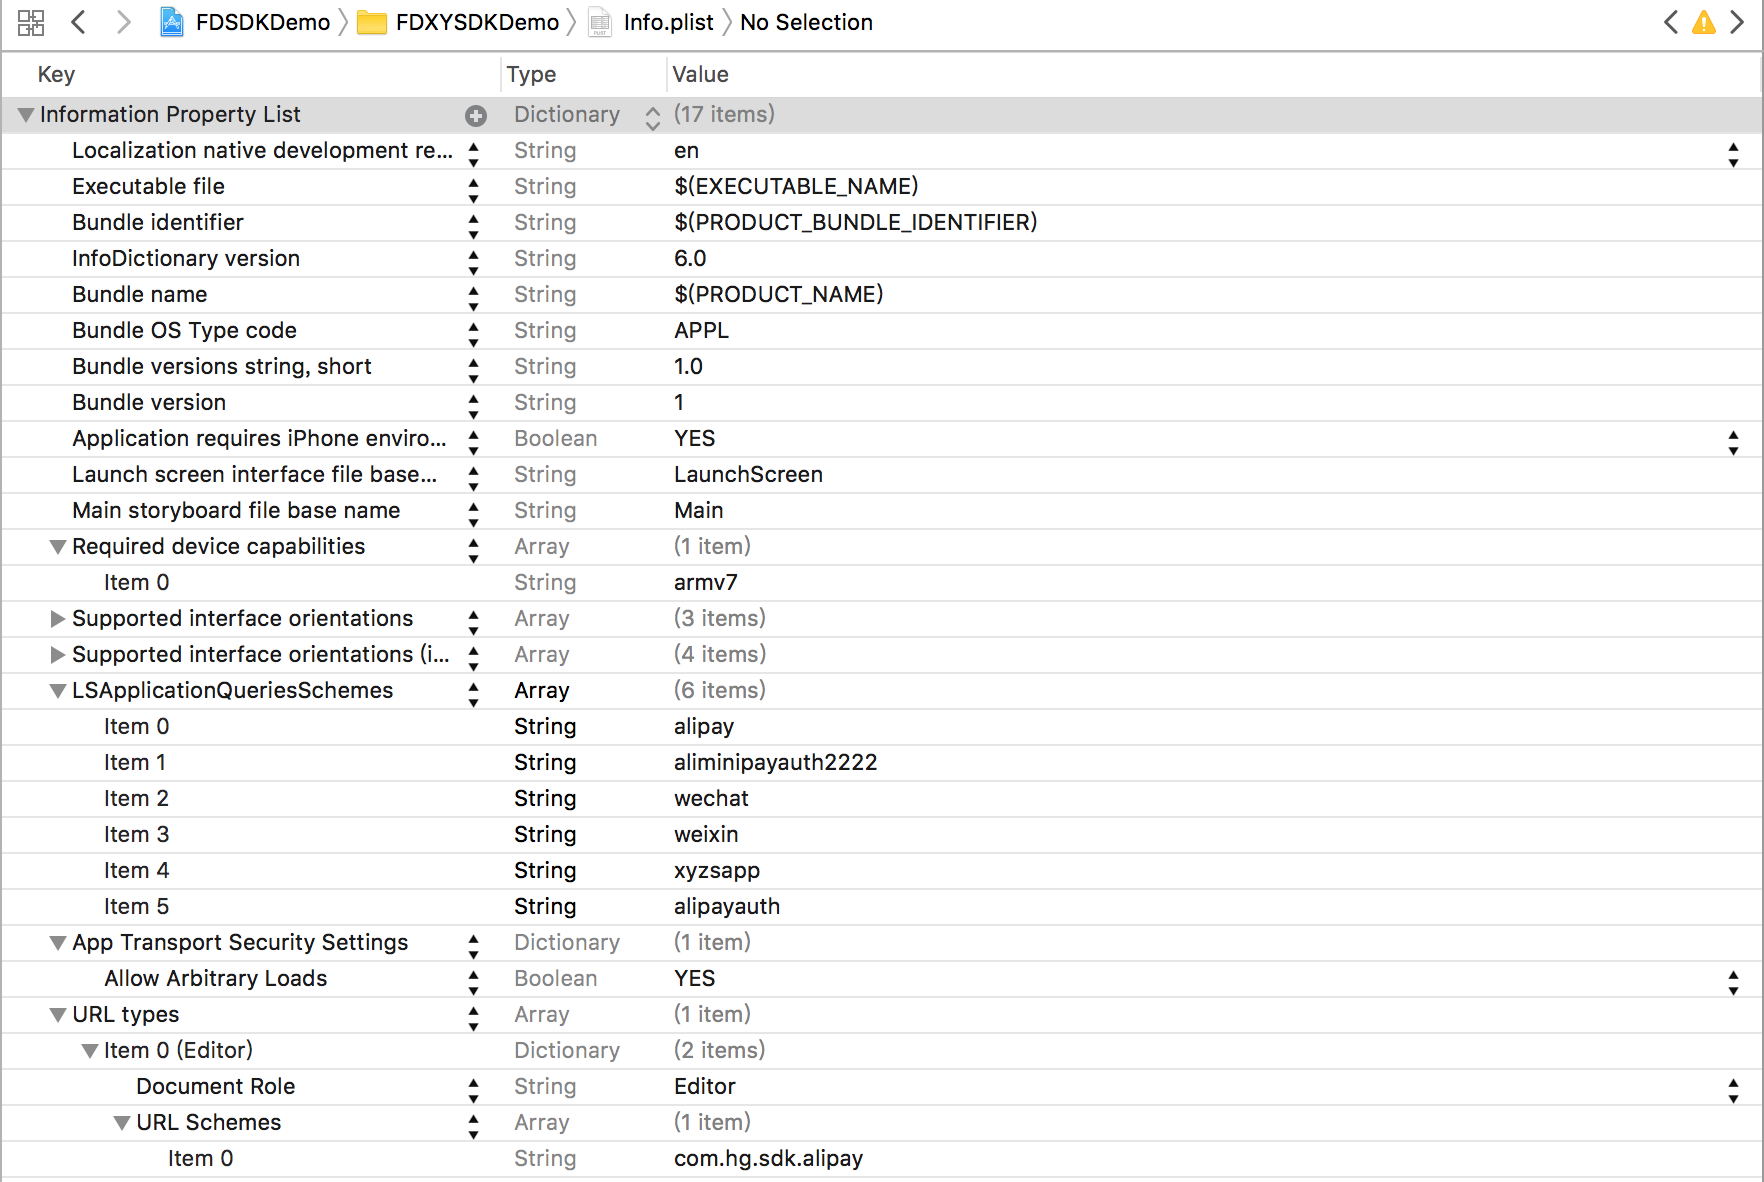 FDSDKDemo FDXYSDKDemo Info.plist No Selection
Key Type Value
Information Property List Dictionary (17 items)
Localization native development re... String en
Executable file String $(EXECUTABLE_NAME)
Bundle identifier String $(PRODUCT_BUNDLE_IDENTIFIER)
InfoDictionary version String 6.0
Bundle name String $(PRODUCT_NAME)
Bundle OS Type code String APPL
Bundle versions string, short String 1.0
Bundle version String 1
Application requires iPhone enviro... Boolean YES
Launch screen interface file base... String LaunchScreen
Main storyboard file base name String Main
Required device capabilities Array (1 item)
Item 0 String armv7
Supported interface orientations Array (3 items)
Supported interface orientations (i... Array (4 items)
LSApplicationQueriesSchemes Array (6 items)
Item 0 String alipay
Item 1 String aliminipayauth2222
Item 2 String wechat
Item 3 String weixin
Item 4 String xyzsapp
Item 5 String alipayauth
App Transport Security Settings Dictionary (1 item)
Allow Arbitrary Loads Boolean YES
URL types Array (1 item)
Item 0 (Editor) Dictionary (2 items)
Document Role String Editor
URL Schemes Array (1 item)
Item 0 String com.hg.sdk.alipay